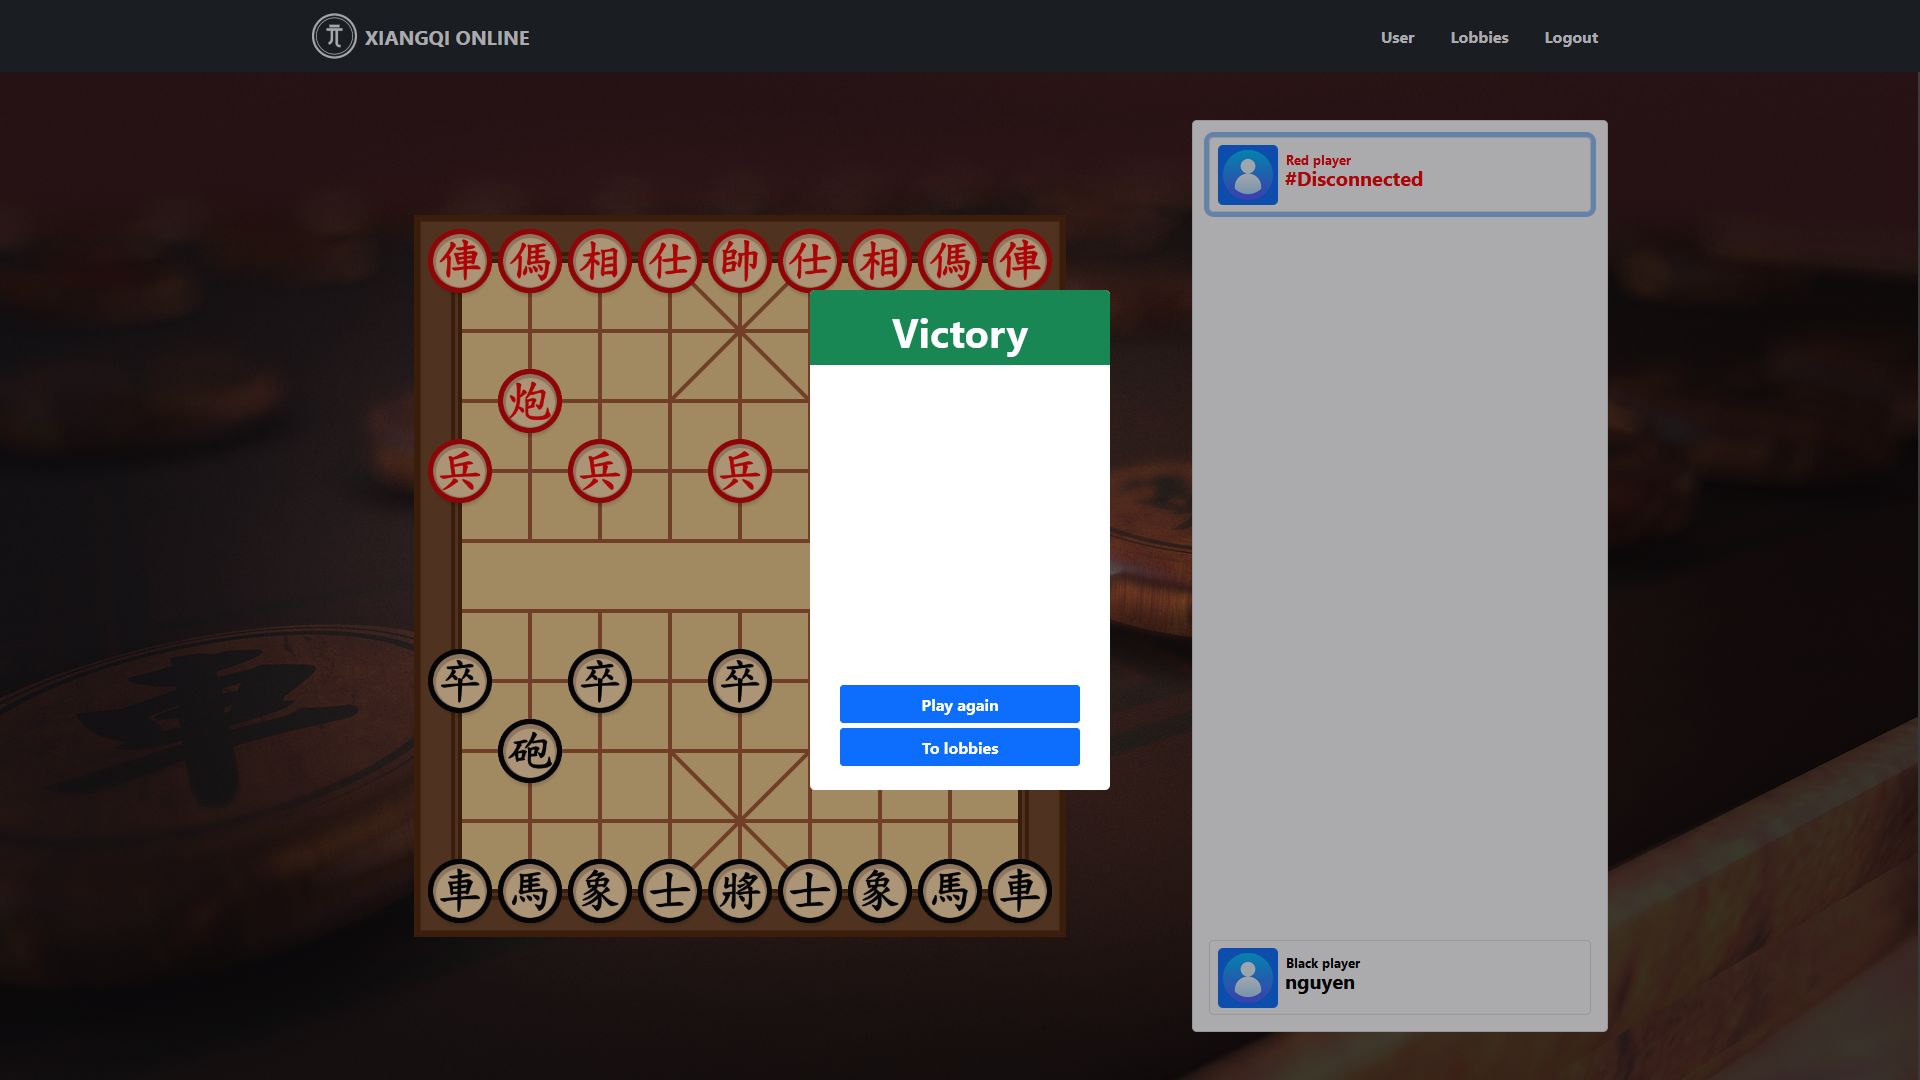 XIANGQI ONLINE
User Lobbies Logout
Red player
#Disconnected
俥 傌 相 仕 帥 仕 相 傌 俥
Victory
炮
兵 兵 兵
卒 卒 卒
Play again
砲
To lobbies
車 馬 象 士 將 士 象 馬 車
Black player
nguyen